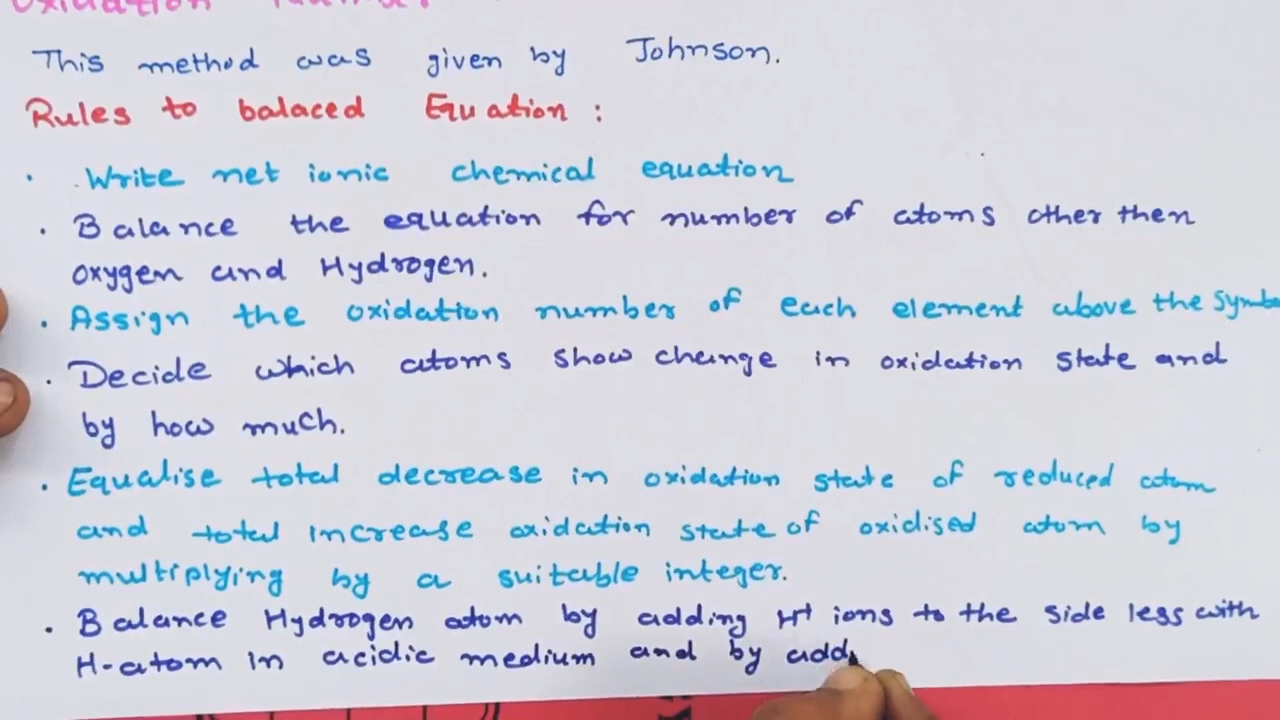 Oxidation
This method was given by Johnson.
Rules to balaced Equation :
. Write net ionic chemical equation
. Balance the equation for number of atoms other then
oxygen and Hydrogen.
. Assign the oxidation number of each element above the symb
. Decide which atoms show change in oxidation state and
by how much.
. Equalise total decrease in oxidation state of reduced atom
and total increase oxidation state of oxidised atom by
multiplying by a suitable integer.
. Balance Hydrogen atom by adding H+ ions to the side less with
H-atom in acidic medium and by add